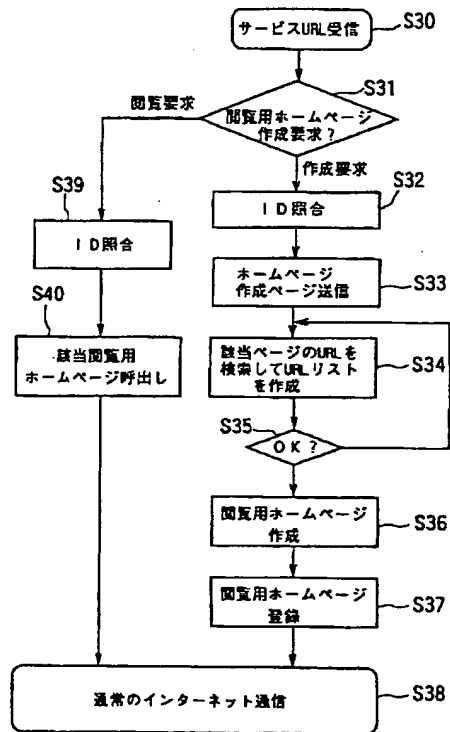 サービスURL受信
S30
S31
閲覧要求
閲覧用ホームページ
作成要求?
作成要求
S39
S32
ID照合
ID照合
ホームページ
作成ページ送信
S33
S40
該当閲覧用
ホームページ呼出し
該当ページのURLを
検索してURLリスト
を作成
S34
S35
OK?
閲覧用ホームページ
作成
S36
閲覧用ホームページ
登録
S37
通常のインターネット通信
S38